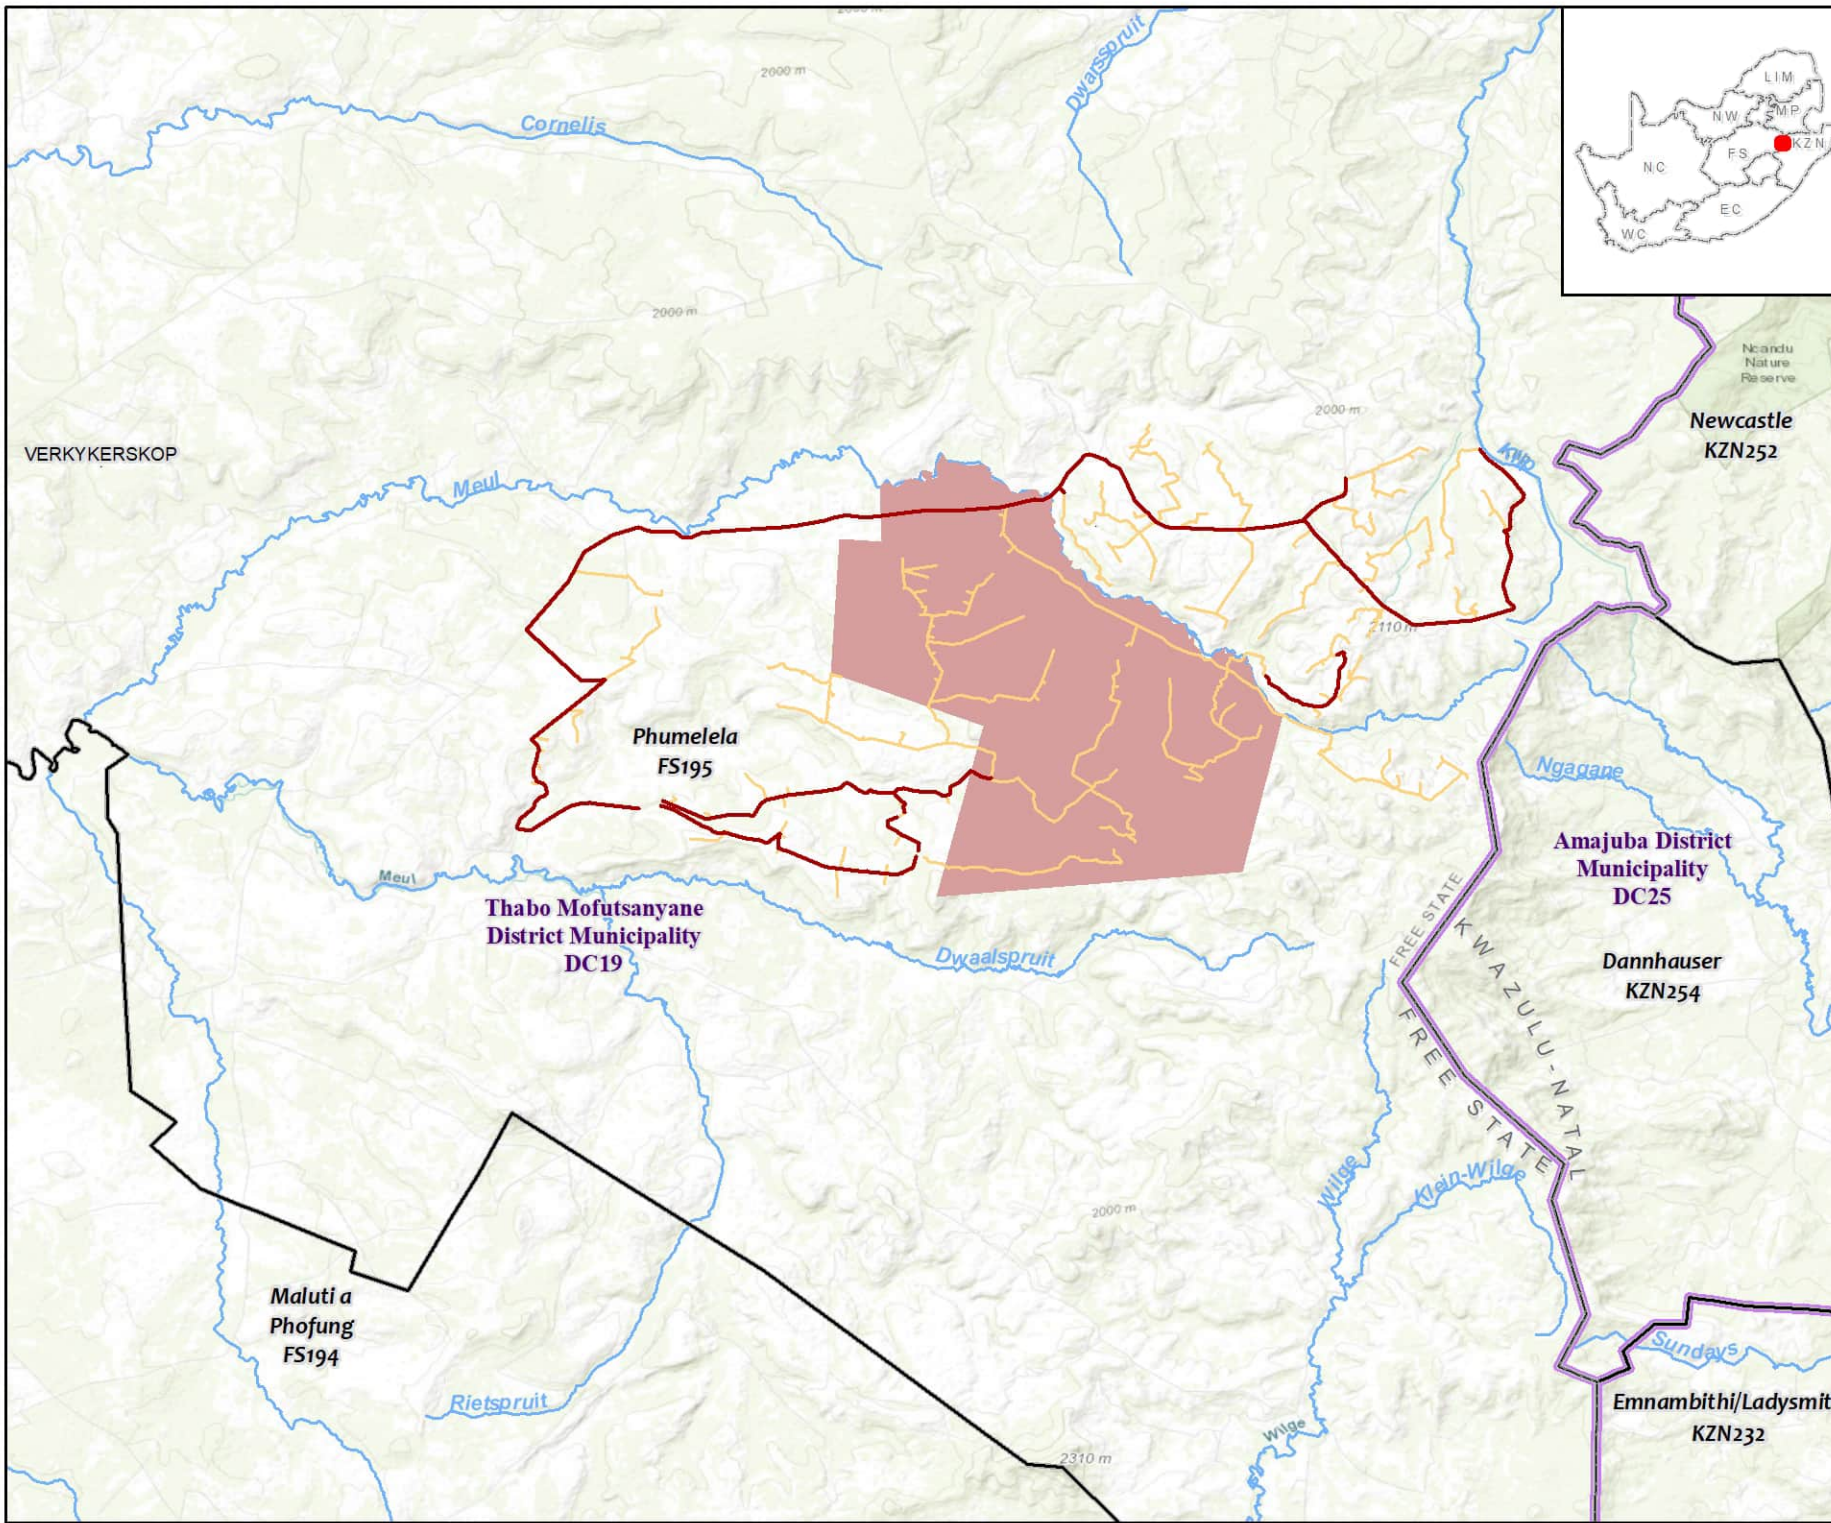 2000 m
Cornelis
Dwarsspruit
LIM
NW
MP
KZN
FS
NC
EC
WC
2000 m
Ncandu
Nature
Reserve
2000 m
Newcastle
KZN252
VERKYKERSKOP
Meul
Klip
2110 m
Phumelela
FS195
Ngagane
Amajuba District
Municipality
DC25
Meul
Thabo Mofutsanyane
District Municipality
DC19
Dwaalspruit
FREE STATE
KWAZULU-NATAL
FREE STATE
Dannhauser
KZN254
Wilge
Klein-Wilge
2000 m
Maluti a
Phofung
FS194
Sundays
Rietspruit
Emnambithi/Ladysmit
KZN232
Wilge
2310 m